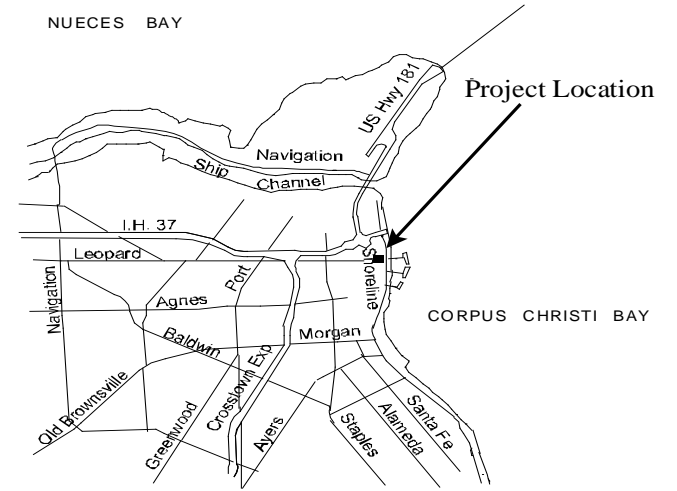 NUECES BAY
US Hwy 181
Project Location
Navigation
Ship Channel
I.H. 37
Leopard
Port
Shoreline
Navigation
Agnes
CORPUS CHRISTI BAY
Baldwin
Morgan
Crosstown Exp
Old Brownsville
Greenwood
Ayers
Staples
Alameda
Santa Fe